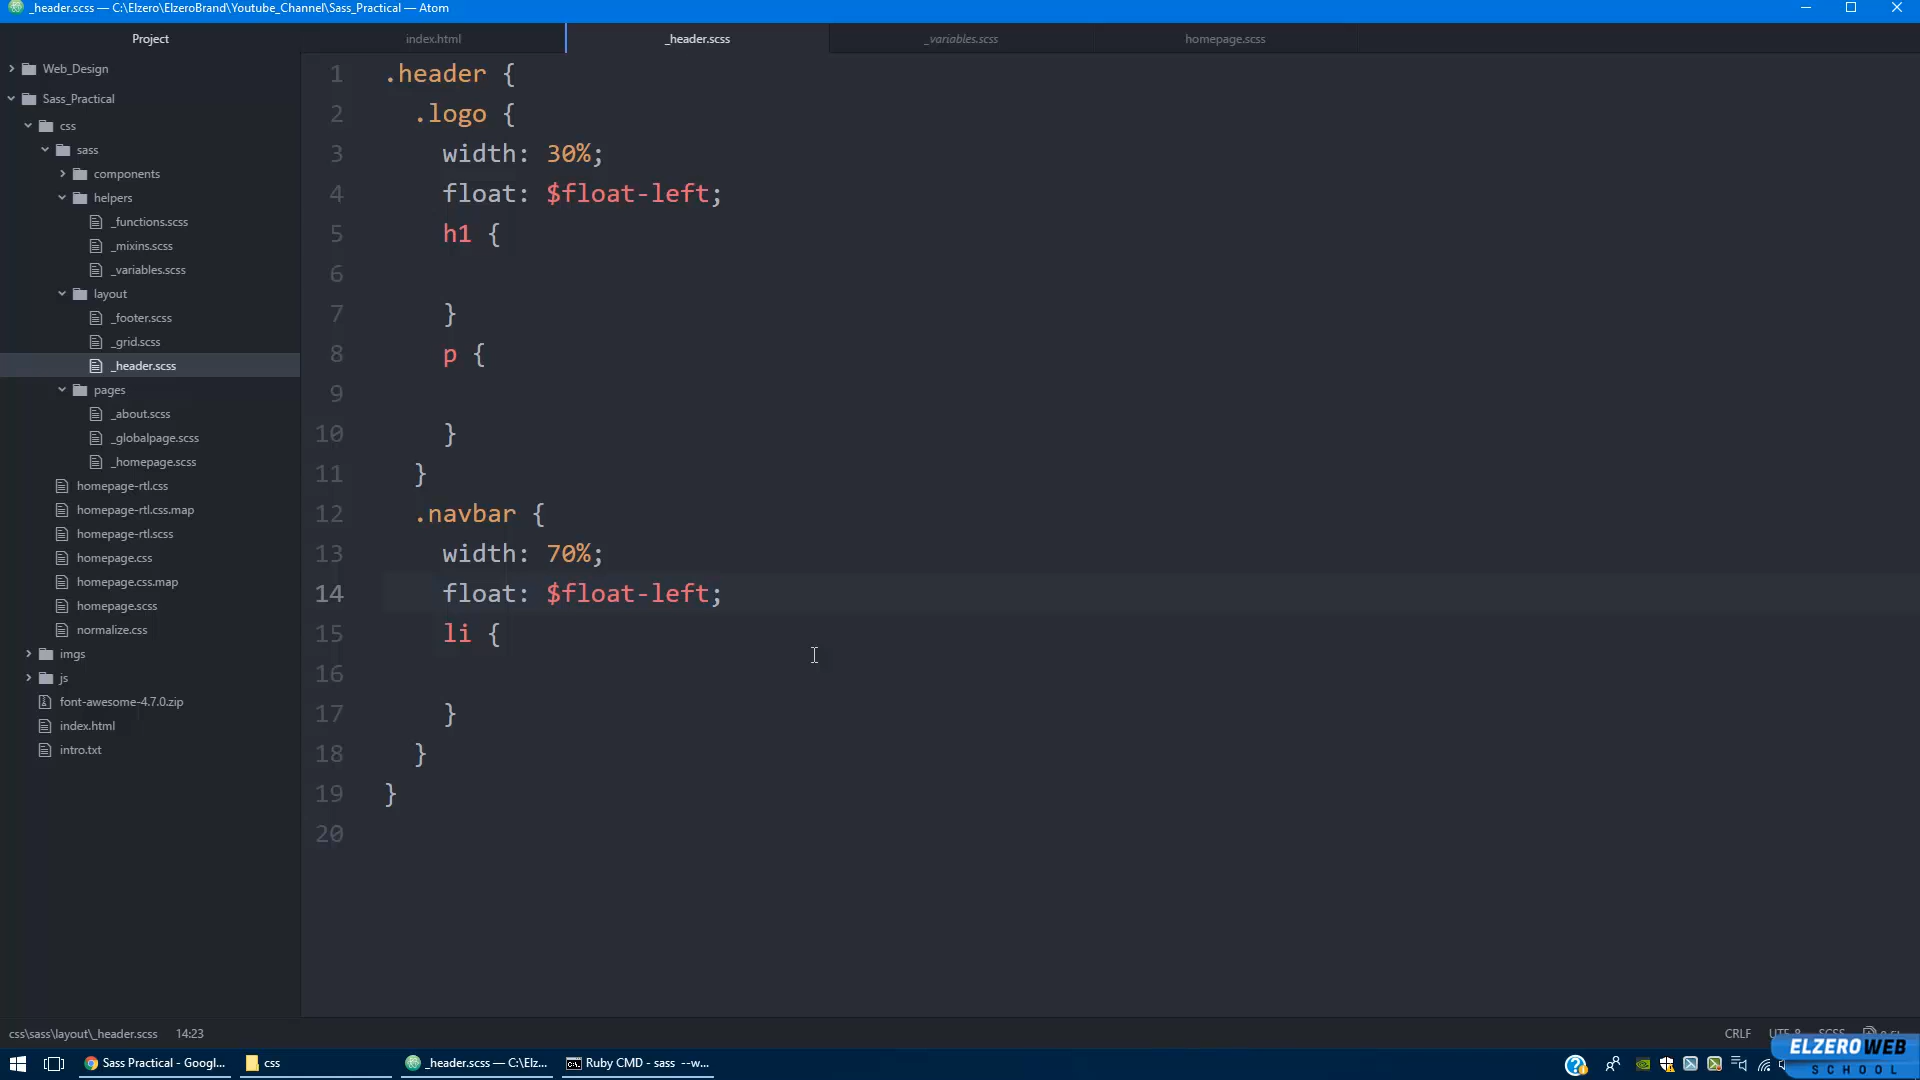 _header.scss — C:\Elzero\ElzeroBrand\Youtube_Channel\Sass_Practical — Atom
Project
index.html
_header.scss
_variables.scss
homepage.scss
Web_Design
Sass_Practical
css
sass
components
helpers
_functions.scss
_mixins.scss
_variables.scss
layout
_footer.scss
_grid.scss
_header.scss
pages
_about.scss
_globalpage.scss
_homepage.scss
homepage-rtl.css
homepage-rtl.css.map
homepage-rtl.scss
homepage.css
homepage.css.map
homepage.scss
normalize.css
imgs
js
font-awesome-4.7.0.zip
index.html
intro.txt
1 .header {
2 .logo {
3 width: 30%;
4 float: $float-left;
5 h1 {
6
7 }
8 p {
9
10 }
11 }
12 .navbar {
13 width: 70%;
14 float: $float-left;
15 li {
16
17 }
18 }
19 }
20
css\sass\layout\_header.scss 14:23
CRLF UTF-8 SCSS
Sass Practical - Googl...
css
_header.scss — C:\Elz...
Ruby CMD - sass --w...
ELZEROWEB
SCHOOL